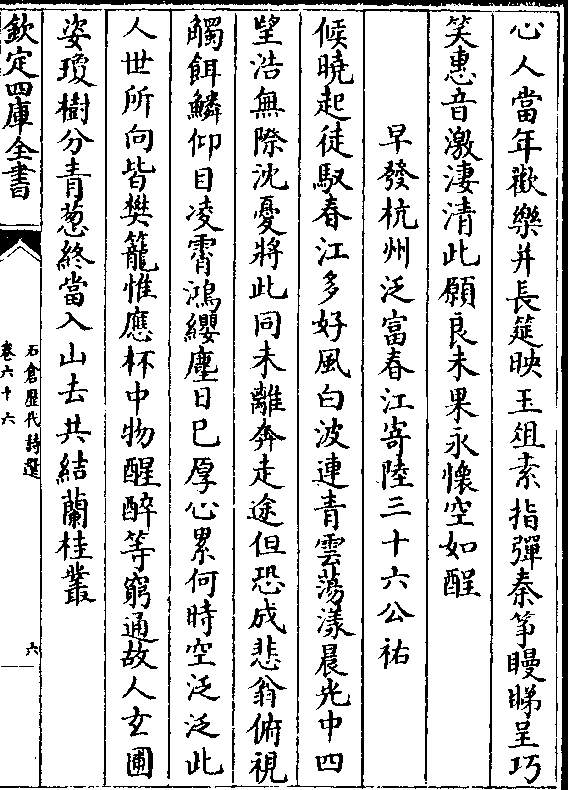 心人當年歡樂并長筵映玉俎素指彈秦筝曼睇呈巧
笑惠音激淒清此願良未果永懷空如酲
早發杭州泛富春江寄陸三十六公祐
候曉起徒馭春江多好風白波連青雲蕩漾晨光中四
望浩無際沈憂將此同未離奔走途但恐成悲翁俯視
觸餌鱗仰目凌霄鴻纓塵日已厚心累何時空泛泛此
人世所向皆樊籠惟應杯中物醒醉等窮通故人玄圃
姿瓊樹分青葱終當入山去共結蘭桂叢
欽定四庫全書
石倉歷代詩選
卷六十六
六